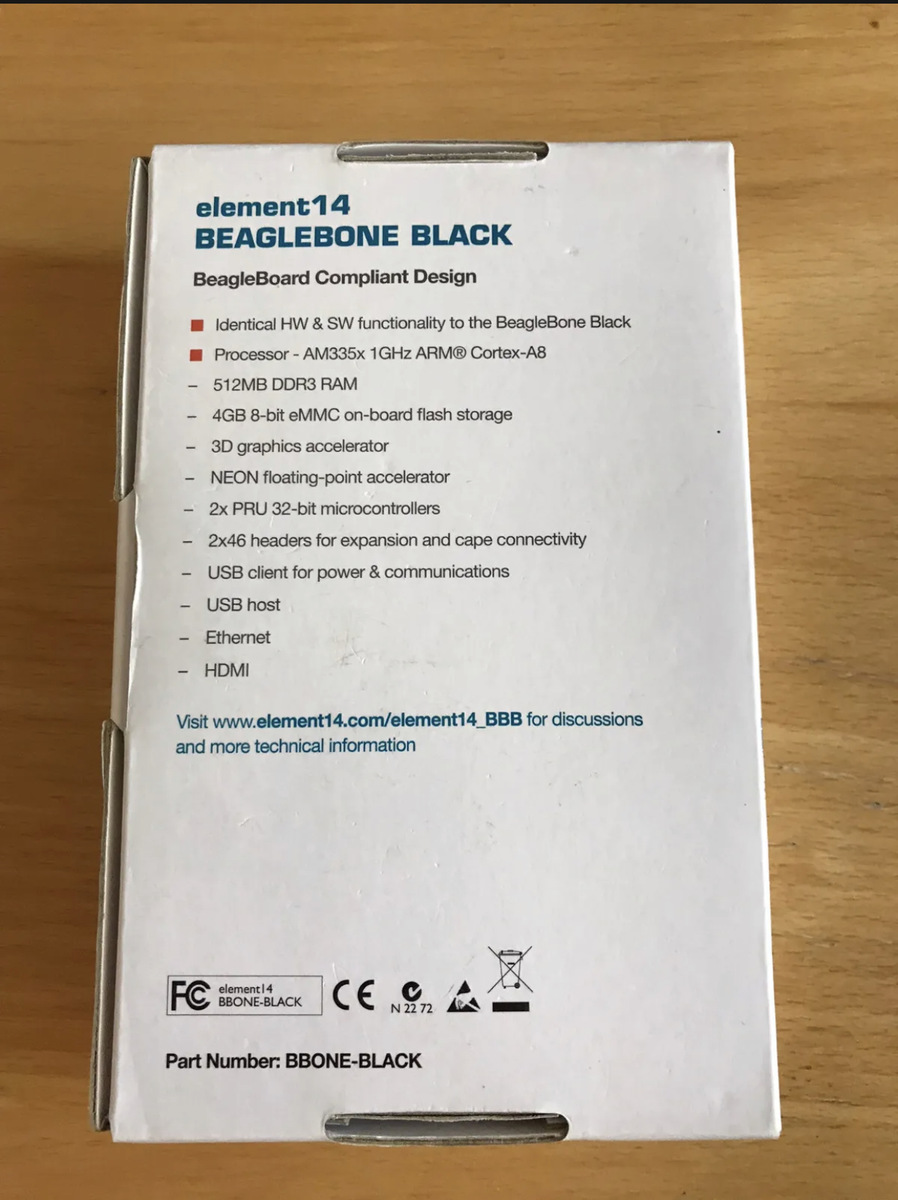 element14
BEAGLEBONE BLACK
BeagleBoard Compliant Design
■ Identical HW & SW functionality to the BeagleBone Black
■ Processor - AM335x 1GHz ARM® Cortex-A8
– 512MB DDR3 RAM
– 4GB 8-bit eMMC on-board flash storage
– 3D graphics accelerator
– NEON floating-point accelerator
– 2x PRU 32-bit microcontrollers
– 2x46 headers for expansion and cape connectivity
– USB client for power & communications
– USB host
– Ethernet
– HDMI
Visit www.element14.com/element14_BBB for discussions
and more technical information
FC element14
BBONE-BLACK
CE
N 22 72
Part Number: BBONE-BLACK